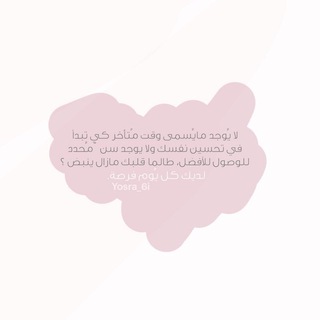 لا يُوجد مايُسمى وقت مُتأخر كي تَبدأ
في تحسين نفسك ولا يوجد سن مُحدد
للوصول للأفضل، طالما قلبك مازال ينبض ؟
لديك كل يوم فرصة.
Yosra_6l